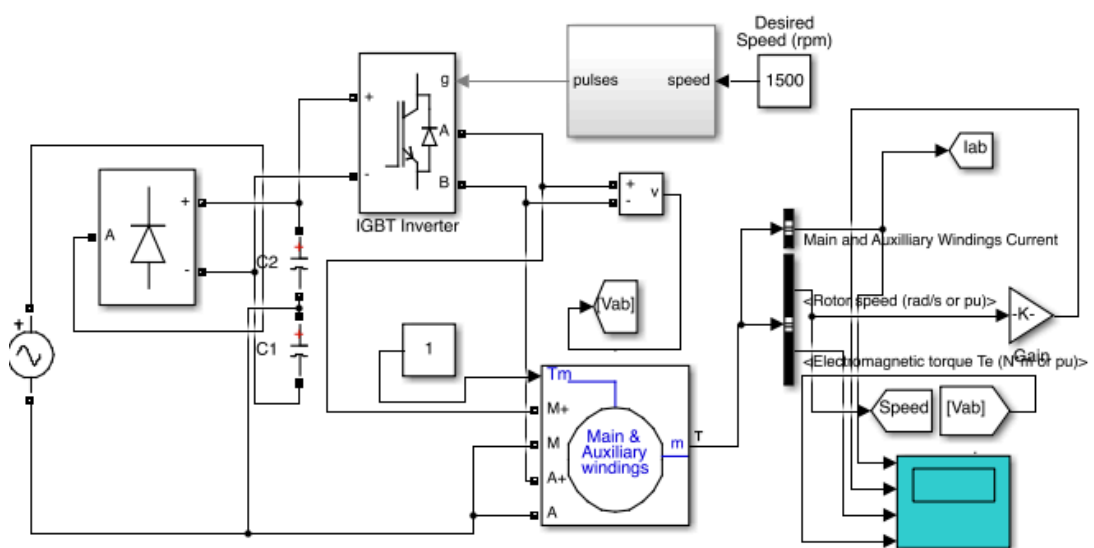 Desired
Speed (rpm)
1500
pulses
speed
g
+
A
-
B
IGBT Inverter
+
-
v
Iab
A
+
-
+
C2
+
C1
+
Main and Auxilliary Windings Current
[Vab]
<Rotor speed (rad/s or pu)>
-K-
Gain
<Electromagnetic torque Te (N*m or pu)>
1
Tm
M+
M
A+
A
Main &
Auxiliary
windings
m
T
Speed
[Vab]